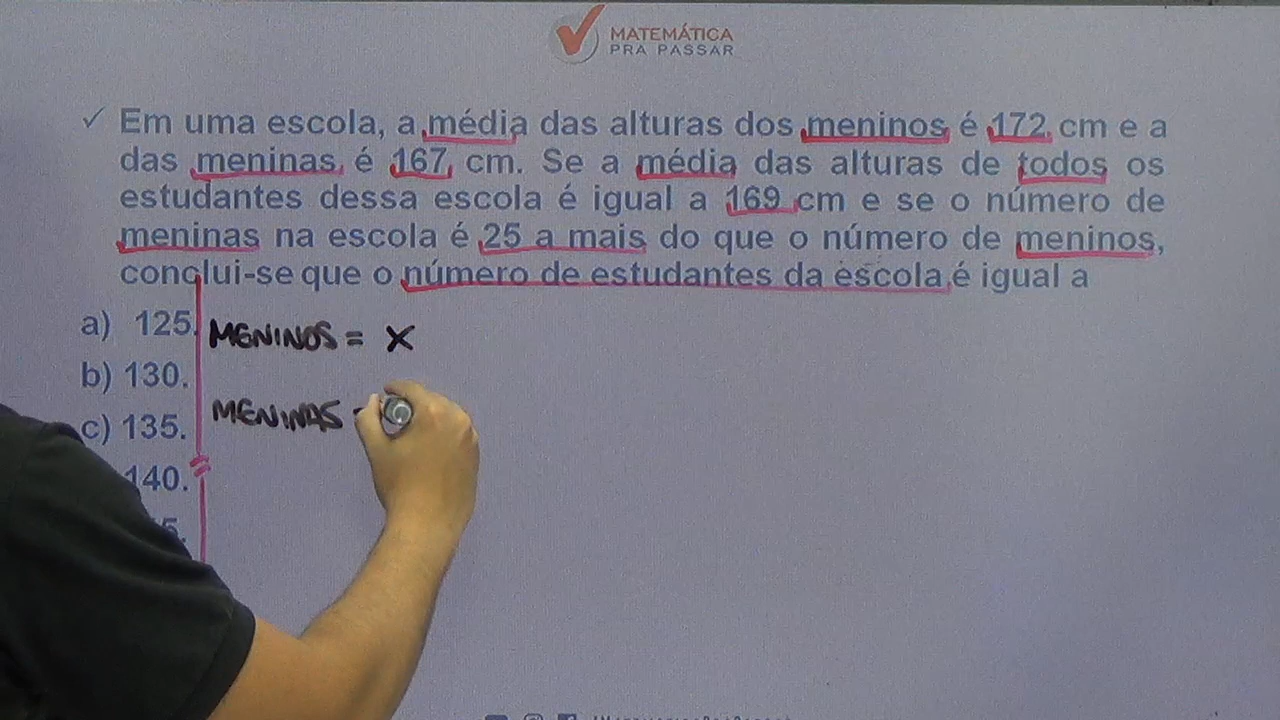 MATEMÁTICA
PRA PASSAR
✓ Em uma escola, a média das alturas dos meninos é 172 cm e a
das meninas é 167 cm. Se a média das alturas de todos os
estudantes dessa escola é igual a 169 cm e se o número de
meninas na escola é 25 a mais do que o número de meninos,
conclui-se que o número de estudantes da escola é igual a
a) 125.
b) 130.
c) 135.
140.
MENINOS = X
MENINAS